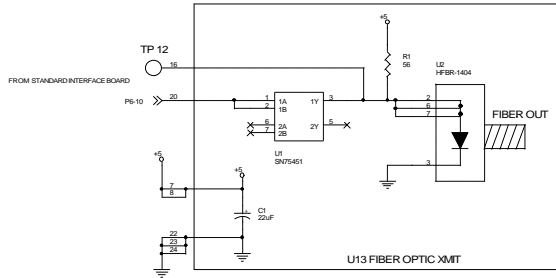 +5
TP 12
16
R1
56
U2
HFBR-1404
FROM STANDARD INTERFACE BOARD
P6-10
20
1
2
1A
1B
1Y
3
2
6
7
FIBER OUT
6
7
2A
2B
2Y
5
U1
SN75451
3
+5
+5
7
8
+
C1
22uF
22
23
24
U13 FIBER OPTIC XMIT